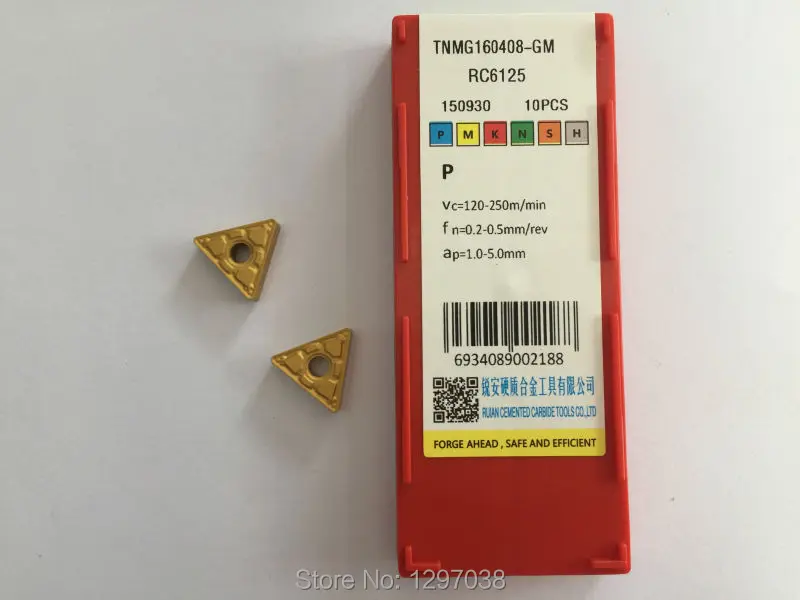 TNMG160408-GM
RC6125
150930 10PCS
P M K N S H
P
Vc=120-250m/min
fn=0.2-0.5mm/rev
ap=1.0-5.0mm
6934089002188
锐安硬质合金工具有限公司
RUIAN CEMENTED CARBIDE TOOLS CO.,LTD
FORGE AHEAD , SAFE AND EFFICIENT
Store No: 1297038